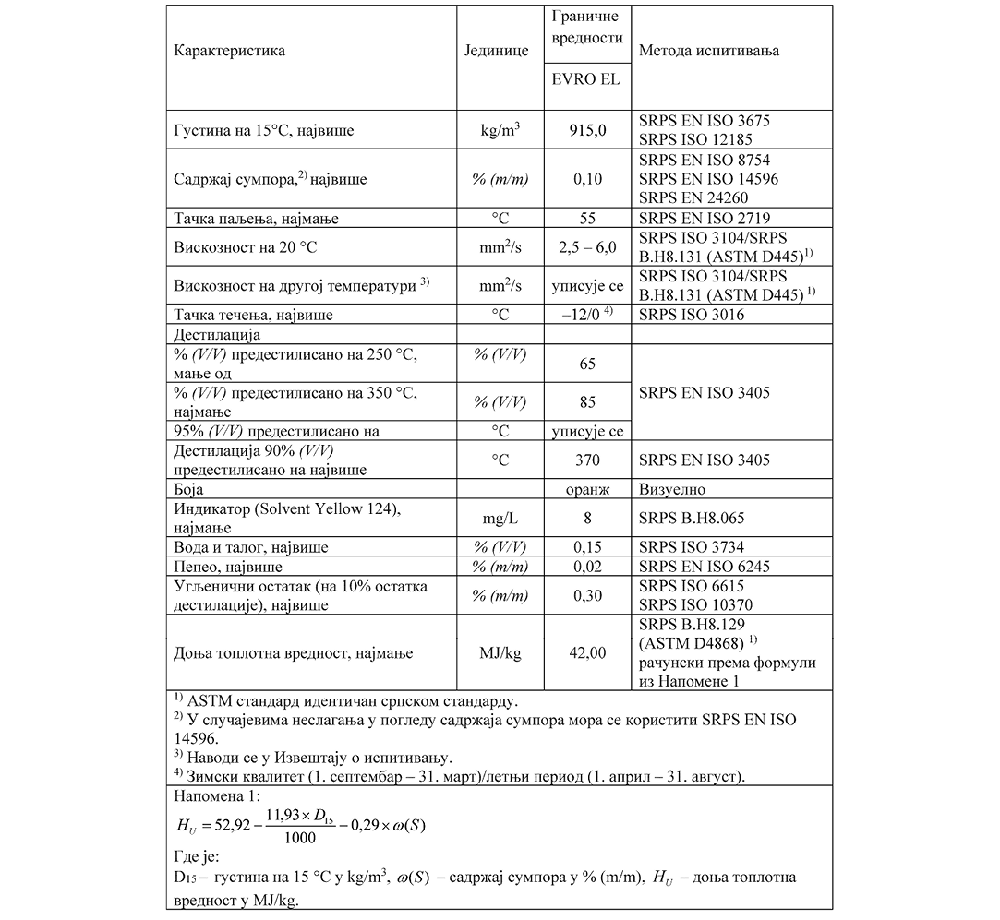 Карактеристика
Јединице
Граничне
вредности
EVRO EL
Метода испитивања
Густина на 15°C, највише
kg/m³
915,0
SRPS EN ISO 3675
SRPS ISO 12185
Садржај сумпора,²⁾ највише
% (m/m)
0,10
SRPS EN ISO 8754
SRPS EN ISO 14596
SRPS EN 24260
Тачка паљења, најмање
°C
55
SRPS EN ISO 2719
Вискозност на 20 °C
mm²/s
2,5 – 6,0
SRPS ISO 3104/SRPS
B.H8.131 (ASTM D445)¹⁾
Вискозност на другој температури ³⁾
mm²/s
уписује се
SRPS ISO 3104/SRPS
B.H8.131 (ASTM D445) ¹⁾
Тачка течења, највише
°C
–12/0 ⁴⁾
SRPS ISO 3016
Дестилација
% (V/V) предестилисано на 250 °C,
мање од
% (V/V)
65
SRPS EN ISO 3405
% (V/V) предестилисано на 350 °C,
најмање
% (V/V)
85
95% (V/V) предестилисано на
°C
уписује се
Дестилација 90% (V/V)
предестилисано на највише
°C
370
SRPS EN ISO 3405
Боја
оранж
Визуелно
Индикатор (Solvent Yellow 124),
најмање
mg/L
8
SRPS B.H8.065
Вода и талог, највише
% (V/V)
0,15
SRPS ISO 3734
Пепео, највише
% (m/m)
0,02
SRPS EN ISO 6245
Угљенични остатак (на 10% остатка
дестилације), највише
% (m/m)
0,30
SRPS ISO 6615
SRPS ISO 10370
Доња топлотна вредност, најмање
MJ/kg
42,00
SRPS B.H8.129
(ASTM D4868) ¹⁾
рачунски према формули
из Напомене 1
¹⁾ ASTM стандард идентичан српском стандарду.
²⁾ У случајевима неслагања у погледу садржаја сумпора мора се користити SRPS EN ISO
14596.
³⁾ Наводи се у Извештају о испитивању.
⁴⁾ Зимски квалитет (1. септембар – 31. март)/летњи период (1. април – 31. август).
Напомена 1:
H_U = 52,92 − 11,93 × D₁₅ / 1000 − 0,29 × ω(S)
Где је:
D₁₅ – густина на 15 °C у kg/m³, ω(S) – садржај сумпора у % (m/m), H_U – доња топлотна
вредност у MJ/kg.